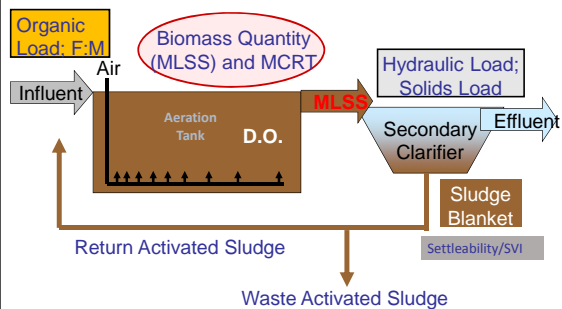 Organic
Load; F:M
Biomass Quantity
(MLSS) and MCRT
Hydraulic Load;
Solids Load
Air
Influent
Aeration
Tank
D.O.
MLSS
Secondary
Clarifier
Effluent
Sludge
Blanket
Settleability/SVI
Return Activated Sludge
Waste Activated Sludge